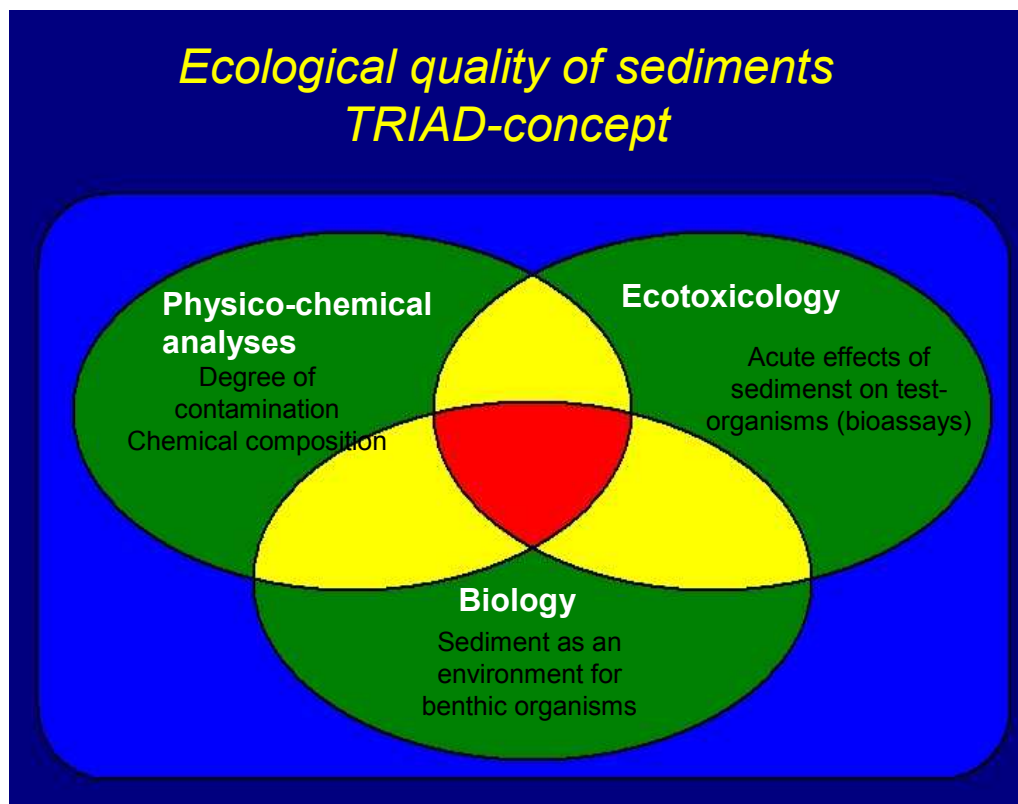 Ecological quality of sediments
TRIAD-concept
Physico-chemical
analyses
Degree of
contamination
Chemical composition
Ecotoxicology
Acute effects of
sedimenst on test-
organisms (bioassays)
Biology
Sediment as an
environment for
benthic organisms